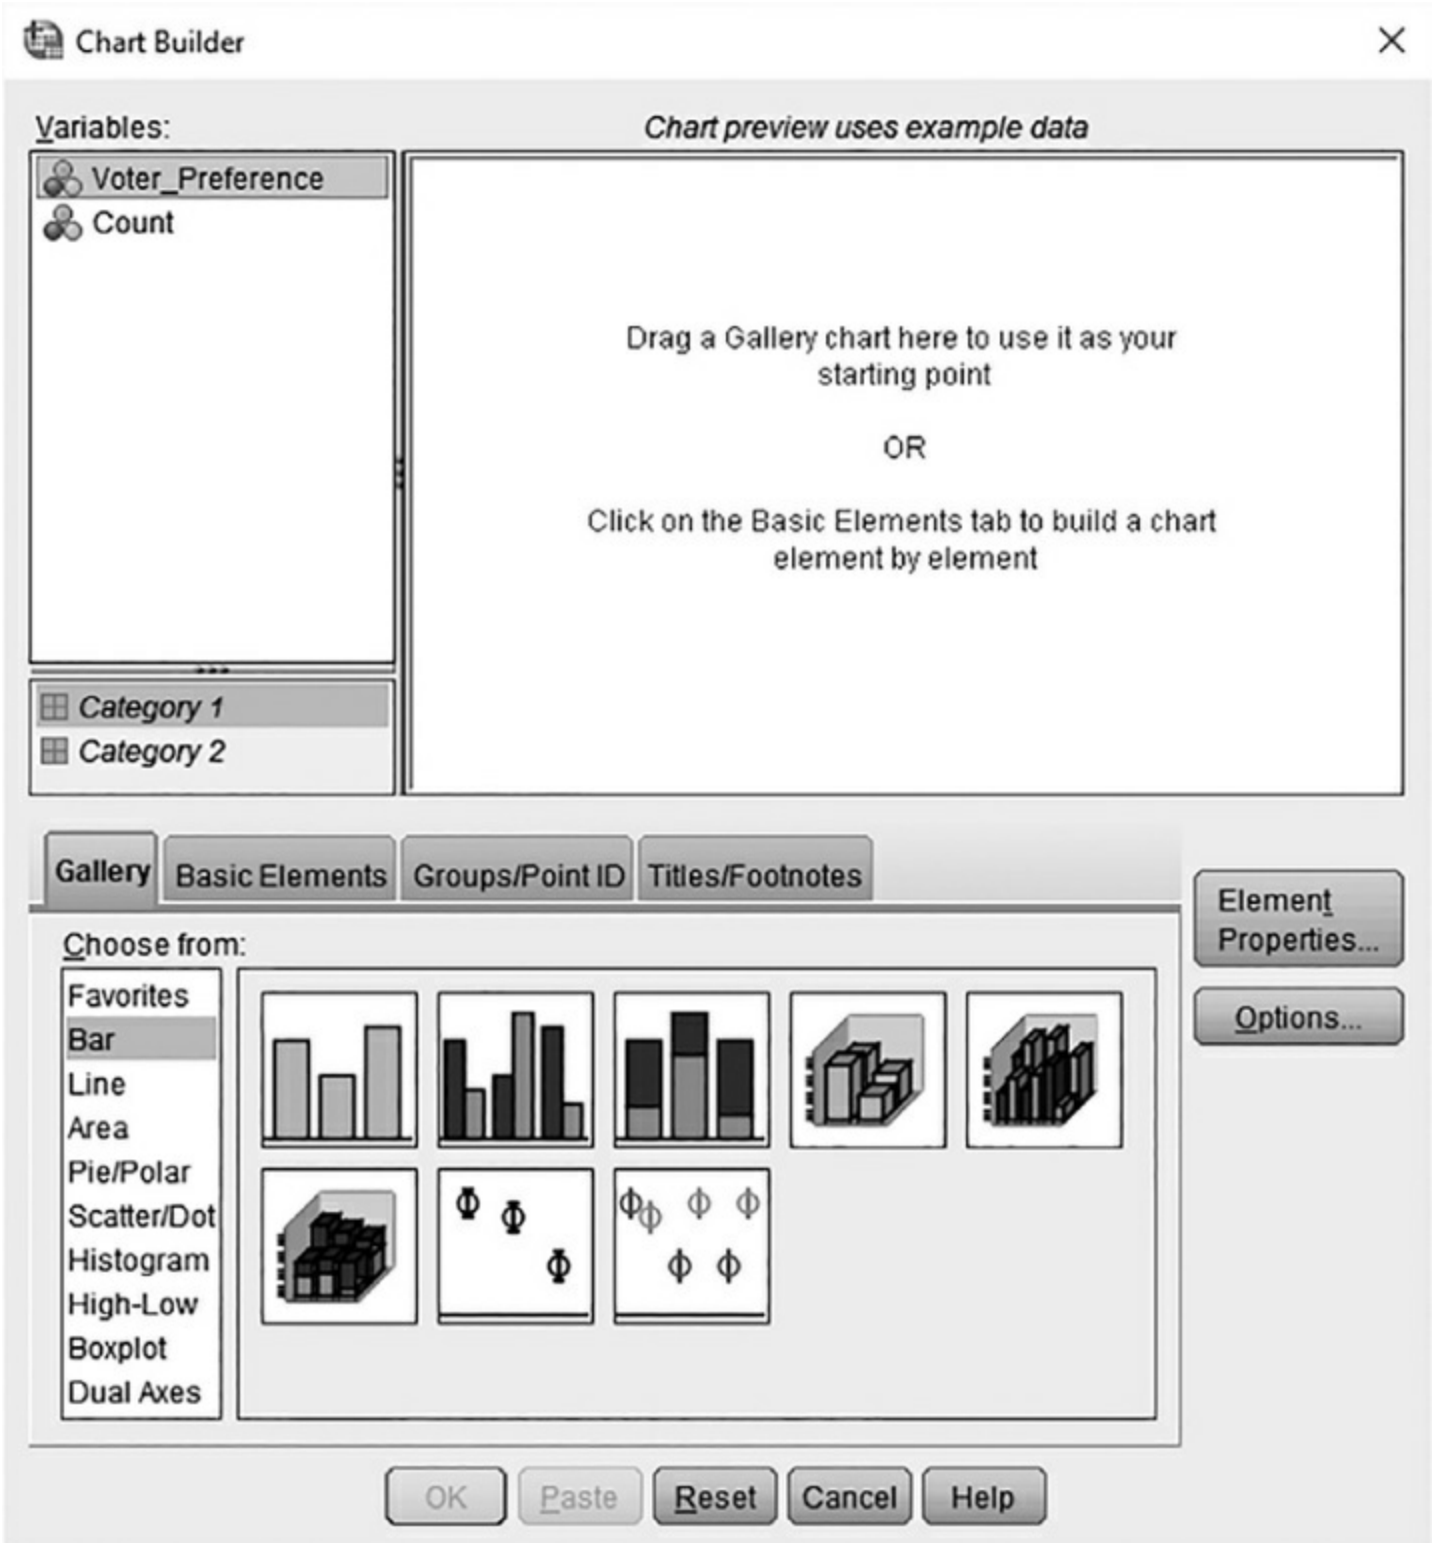 Chart Builder
Variables:
Chart preview uses example data
Voter_Preference
Count
Drag a Gallery chart here to use it as your
starting point
OR
Click on the Basic Elements tab to build a chart
element by element
Category 1
Category 2
Gallery
Basic Elements
Groups/Point ID
Titles/Footnotes
Element
Properties...
Options...
Choose from:
Favorites
Bar
Line
Area
Pie/Polar
Scatter/Dot
Histogram
High-Low
Boxplot
Dual Axes
OK
Paste
Reset
Cancel
Help